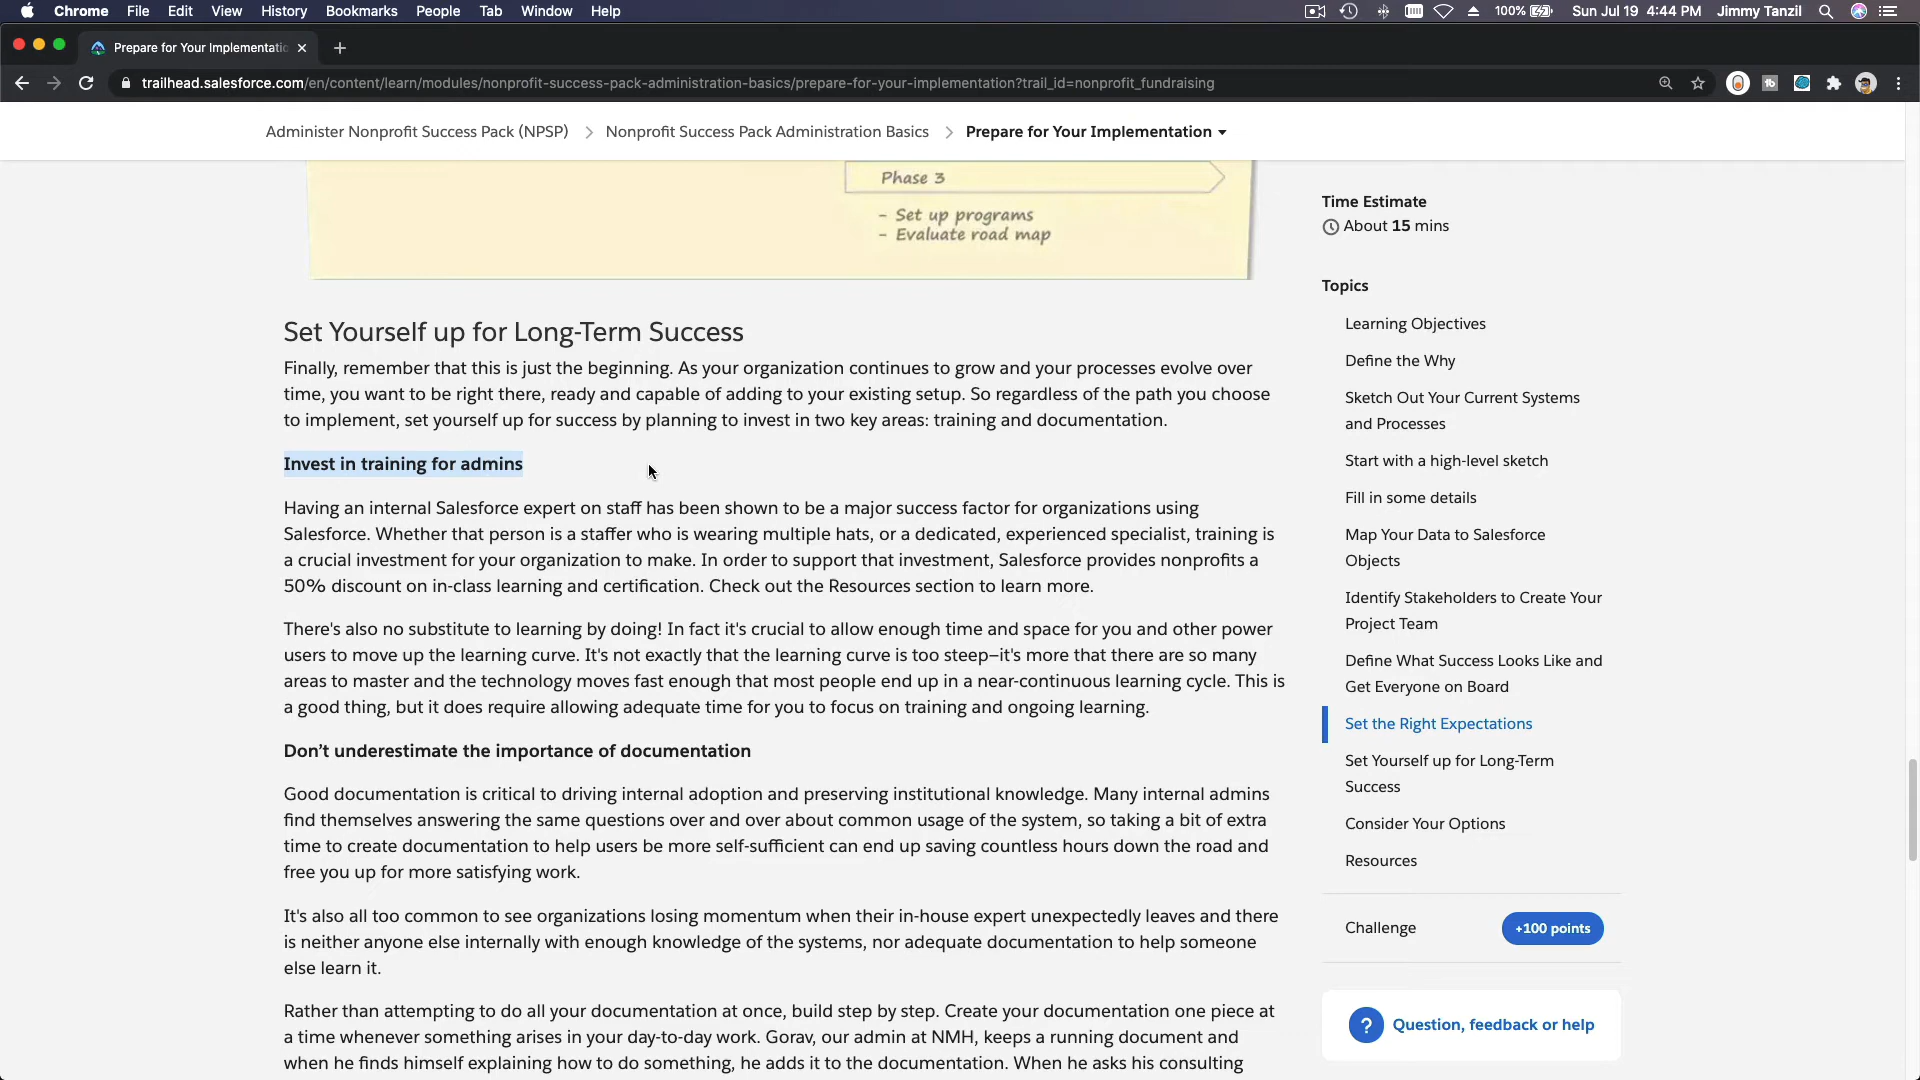 Chrome File Edit View History Bookmarks People Tab Window Help 100% Sun Jul 19 4:44 PM Jimmy Tanzil
Prepare for Your Implementatio
trailhead.salesforce.com/en/content/learn/modules/nonprofit-success-pack-administration-basics/prepare-for-your-implementation?trail_id=nonprofit_fundraising
Administer Nonprofit Success Pack (NPSP) Nonprofit Success Pack Administration Basics Prepare for Your Implementation
Phase 3
- Set up programs
- Evaluate road map
Set Yourself up for Long-Term Success
Finally, remember that this is just the beginning. As your organization continues to grow and your processes evolve over
time, you want to be right there, ready and capable of adding to your existing setup. So regardless of the path you choose
to implement, set yourself up for success by planning to invest in two key areas: training and documentation.
Invest in training for admins
Having an internal Salesforce expert on staff has been shown to be a major success factor for organizations using
Salesforce. Whether that person is a staffer who is wearing multiple hats, or a dedicated, experienced specialist, training is
a crucial investment for your organization to make. In order to support that investment, Salesforce provides nonprofits a
50% discount on in-class learning and certification. Check out the Resources section to learn more.
There's also no substitute to learning by doing! In fact it's crucial to allow enough time and space for you and other power
users to move up the learning curve. It's not exactly that the learning curve is too steep—it's more that there are so many
areas to master and the technology moves fast enough that most people end up in a near-continuous learning cycle. This is
a good thing, but it does require allowing adequate time for you to focus on training and ongoing learning.
Don’t underestimate the importance of documentation
Good documentation is critical to driving internal adoption and preserving institutional knowledge. Many internal admins
find themselves answering the same questions over and over about common usage of the system, so taking a bit of extra
time to create documentation to help users be more self-sufficient can end up saving countless hours down the road and
free you up for more satisfying work.
It's also all too common to see organizations losing momentum when their in-house expert unexpectedly leaves and there
is neither anyone else internally with enough knowledge of the systems, nor adequate documentation to help someone
else learn it.
Rather than attempting to do all your documentation at once, build step by step. Create your documentation one piece at
a time whenever something arises in your day-to-day work. Gorav, our admin at NMH, keeps a running document and
when he finds himself explaining how to do something, he adds it to the documentation. When he asks his consulting
Time Estimate
About 15 mins
Topics
Learning Objectives
Define the Why
Sketch Out Your Current Systems
and Processes
Start with a high-level sketch
Fill in some details
Map Your Data to Salesforce
Objects
Identify Stakeholders to Create Your
Project Team
Define What Success Looks Like and
Get Everyone on Board
Set the Right Expectations
Set Yourself up for Long-Term
Success
Consider Your Options
Resources
Challenge +100 points
? Question, feedback or help